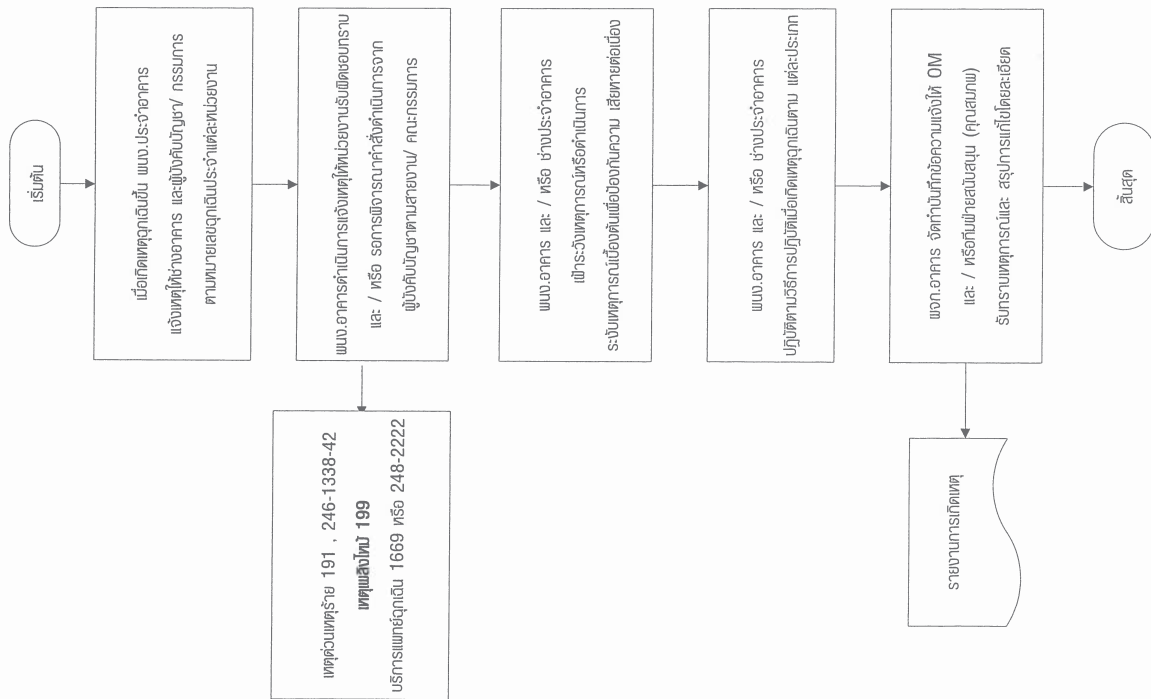 เริ่มต้น
เมื่อเกิดเหตุฉุกเฉินขึ้น พนง.ประจำอาคาร
แจ้งเหตุให้ช่างอาคาร และผู้บังคับบัญชา/ กรรมการ
ตามหมายเลขฉุกเฉินประจำแต่ละหน่วยงาน
พนง.อาคารดำเนินการแจ้งเหตุให้หน่วยงานรับผิดชอบทราบ
และ / หรือ รอการพิจารณาคำสั่งดำเนินการจาก
ผู้บังคับบัญชาตามสายงาน/ คณะกรรมการ
เหตุด่วนเหตุร้าย 191 , 246-1338-42
เหตุเพลิงไหม้ 199
บริการแพทย์ฉุกเฉิน 1669 หรือ 248-2222
พนง.อาคาร และ / หรือ ช่างประจำอาคาร
เฝ้าระวังเหตุการณ์หรือดำเนินการ
ระงับเหตุการณ์เบื้องต้นเพื่อป้องกันความ เสียหายต่อเนื่อง
พนง.อาคาร และ / หรือ ช่างประจำอาคาร
ปฏิบัติตามวิธีการปฏิบัติเมื่อเกิดเหตุฉุกเฉินตาม แต่ละประเภท
ผจก.อาคาร จัดทำบันทึกข้อความแจ้งให้ OM
และ / หรือทีมฝ่ายสนับสนุน (คุณสมภพ)
รับทราบเหตุการณ์และ สรุปการแก้ไขโดยละเอียด
รายงานการเกิดเหตุ
สิ้นสุด